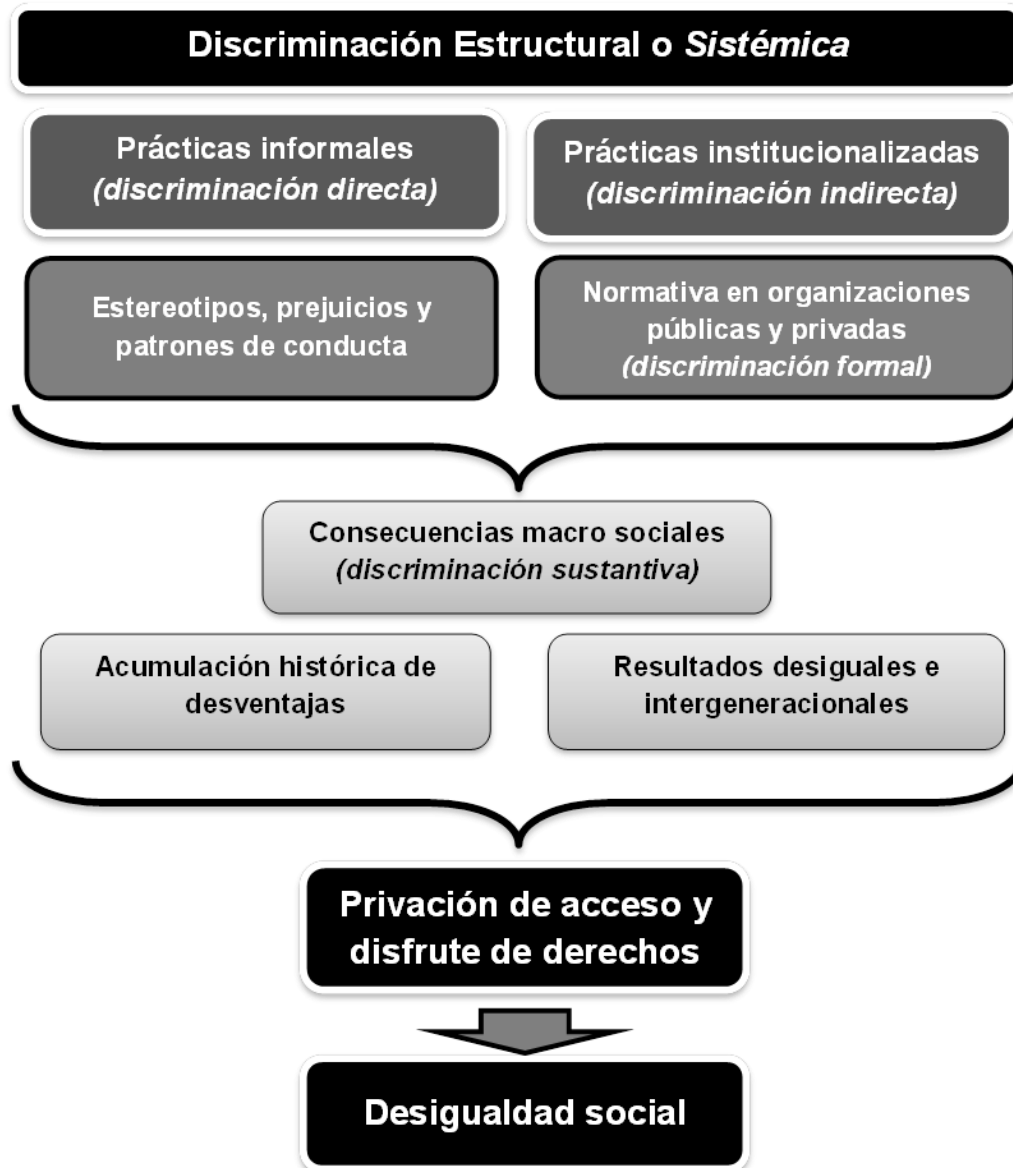 Discriminación Estructural o Sistémica
Prácticas informales
(discriminación directa)
Prácticas institucionalizadas
(discriminación indirecta)
Estereotipos, prejuicios y
patrones de conducta
Normativa en organizaciones
públicas y privadas
(discriminación formal)
Consecuencias macro sociales
(discriminación sustantiva)
Acumulación histórica de
desventajas
Resultados desiguales e
intergeneracionales
Privación de acceso y
disfrute de derechos
Desigualdad social